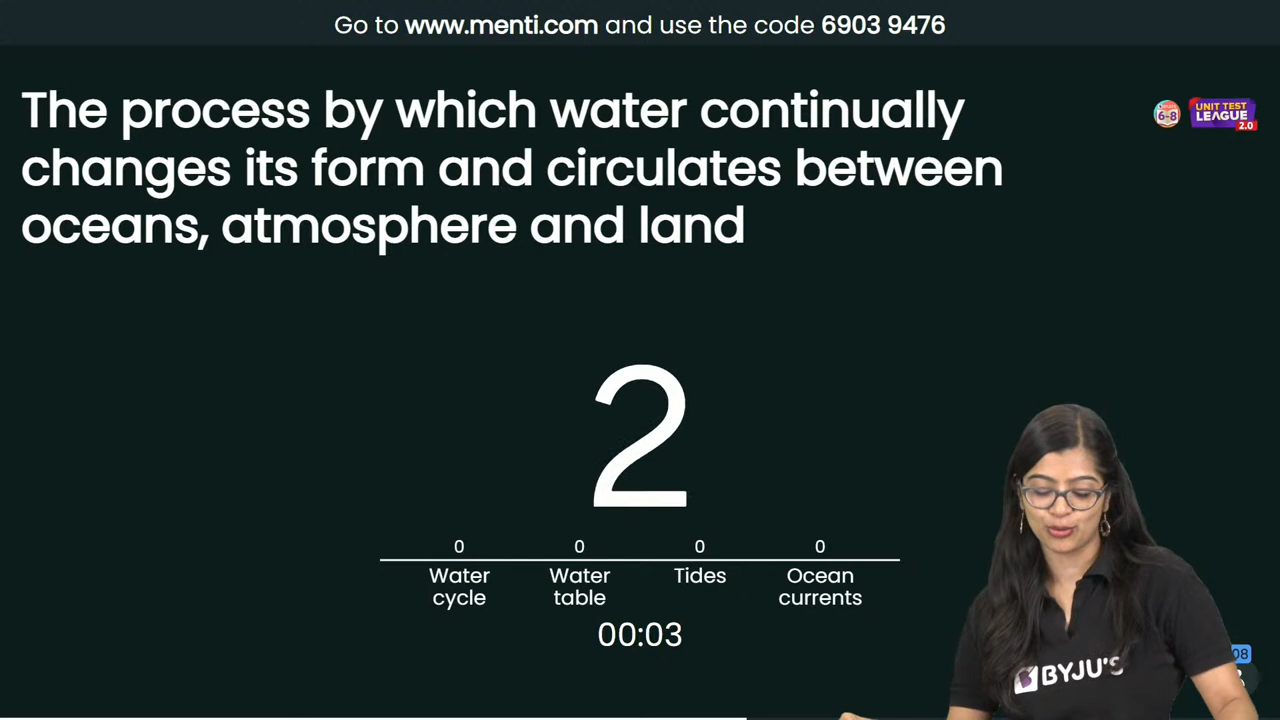 Go to www.menti.com and use the code 6903 9476
The process by which water continually
changes its form and circulates between
oceans, atmosphere and land
6-8
UNIT TEST
LEAGUE
2.0
2
0 0 0 0
Water cycle
Water table
Tides
Ocean currents
00:03
BYJU'S
08